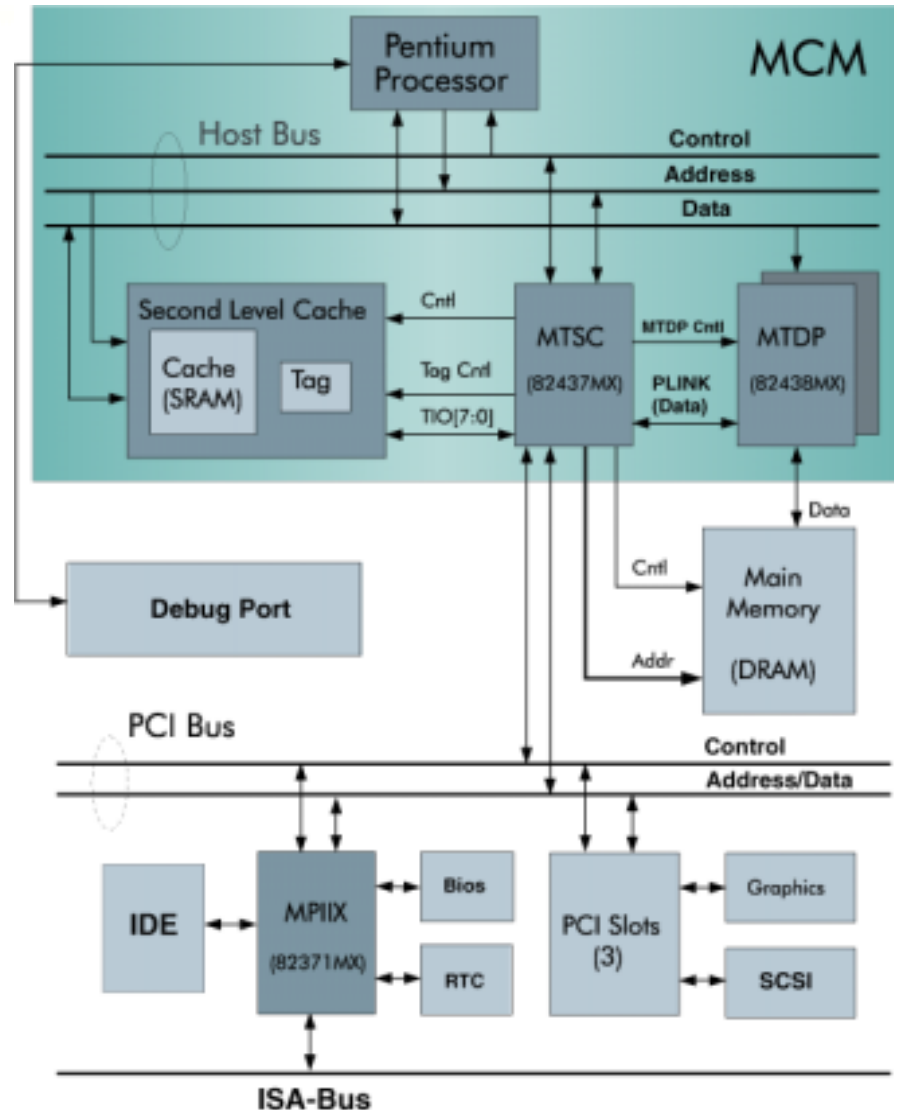 Pentium
Processor
MCM
Host Bus
Control
Address
Data
Second Level Cache
Cache
(SRAM)
Tag
Cntl
Tag Cntl
TIO[7:0]
MTSC
(82437MX)
MTDP Cntl
PLINK
(Data)
MTDP
(82438MX)
Data
Debug Port
Cntl
Addr
Main
Memory
(DRAM)
PCI Bus
Control
Address/Data
IDE
MPIIX
(82371MX)
Bios
RTC
PCI Slots
(3)
Graphics
SCSI
ISA-Bus